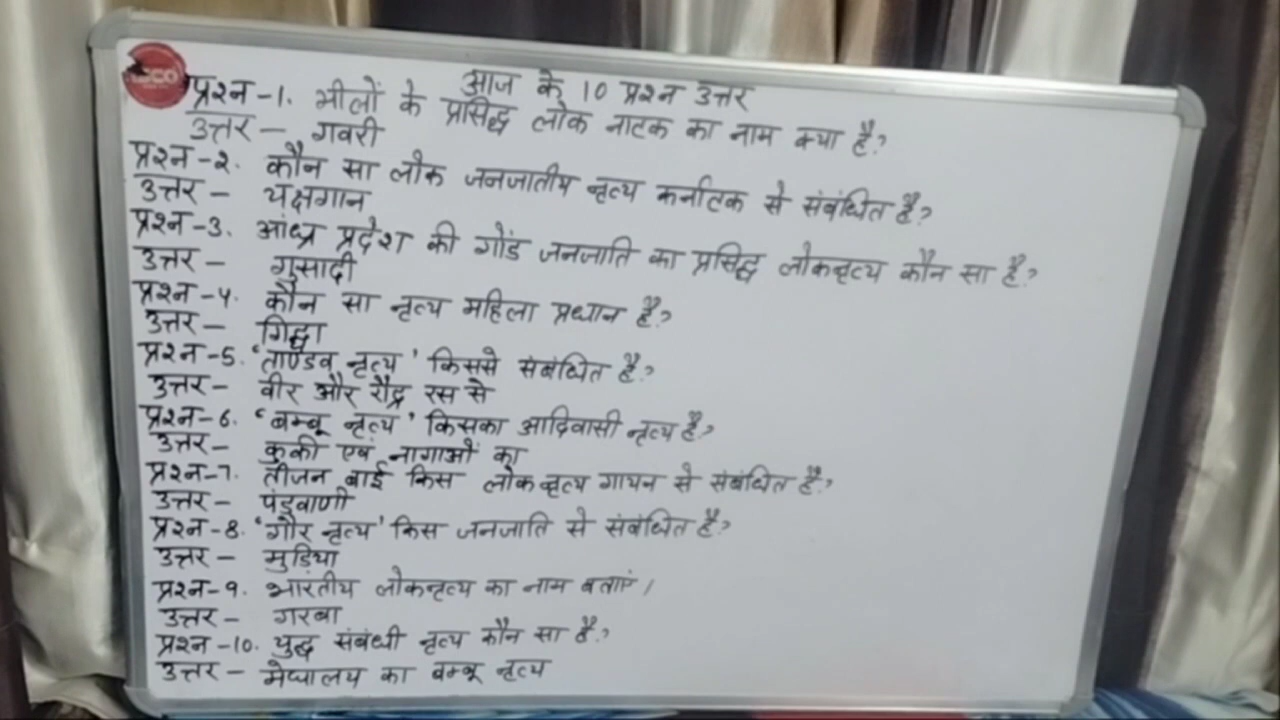 आज के 10 प्रश्न उत्तर
प्रश्न-1. भीलों के प्रसिद्ध लोक नाटक का नाम क्या है?
उत्तर - गवरी
प्रश्न-२. कौन सा लोक जनजातीय नृत्य कर्नाटक से संबंधित है?
उत्तर - यक्षगान
प्रश्न-3. आंध्र प्रदेश की गोंड जनजाति का प्रसिद्ध लोकनृत्य कौन सा है?
उत्तर - गुसादी
प्रश्न-4. कौन सा नृत्य महिला प्रधान है?
उत्तर - गिद्धा
प्रश्न-5. 'ताण्डव नृत्य' किससे संबंधित है?
उत्तर - वीर और रौद्र रस से
प्रश्न-6. 'बम्बू नृत्य' किसका आदिवासी नृत्य है?
उत्तर - कुकी एवं नागाओं का
प्रश्न-7. तीजन बाई किस लोकनृत्य गायन से संबंधित है?
उत्तर - पंडुवाणी
प्रश्न-8. 'गौर नृत्य' किस जनजाति से संबंधित है?
उत्तर - मुड़िया
प्रश्न-9. भारतीय लोकनृत्य का नाम बताएं।
उत्तर - गरबा
प्रश्न-10. युद्ध संबंधी नृत्य कौन सा है?
उत्तर - मेघालय का बम्बू नृत्य